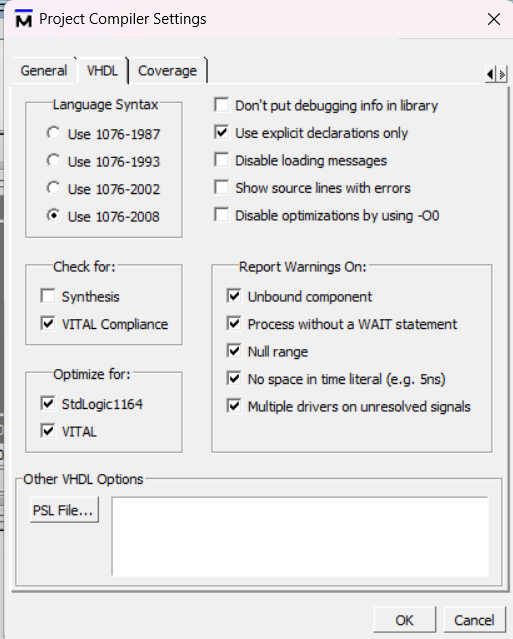 Project Compiler Settings
General VHDL Coverage
Language Syntax
Use 1076-1987
Use 1076-1993
Use 1076-2002
Use 1076-2008
Don't put debugging info in library
Use explicit declarations only
Disable loading messages
Show source lines with errors
Disable optimizations by using -O0
Check for:
Synthesis
VITAL Compliance
Optimize for:
StdLogic1164
VITAL
Report Warnings On:
Unbound component
Process without a WAIT statement
Null range
No space in time literal (e.g. 5ns)
Multiple drivers on unresolved signals
Other VHDL Options
PSL File...
OK Cancel